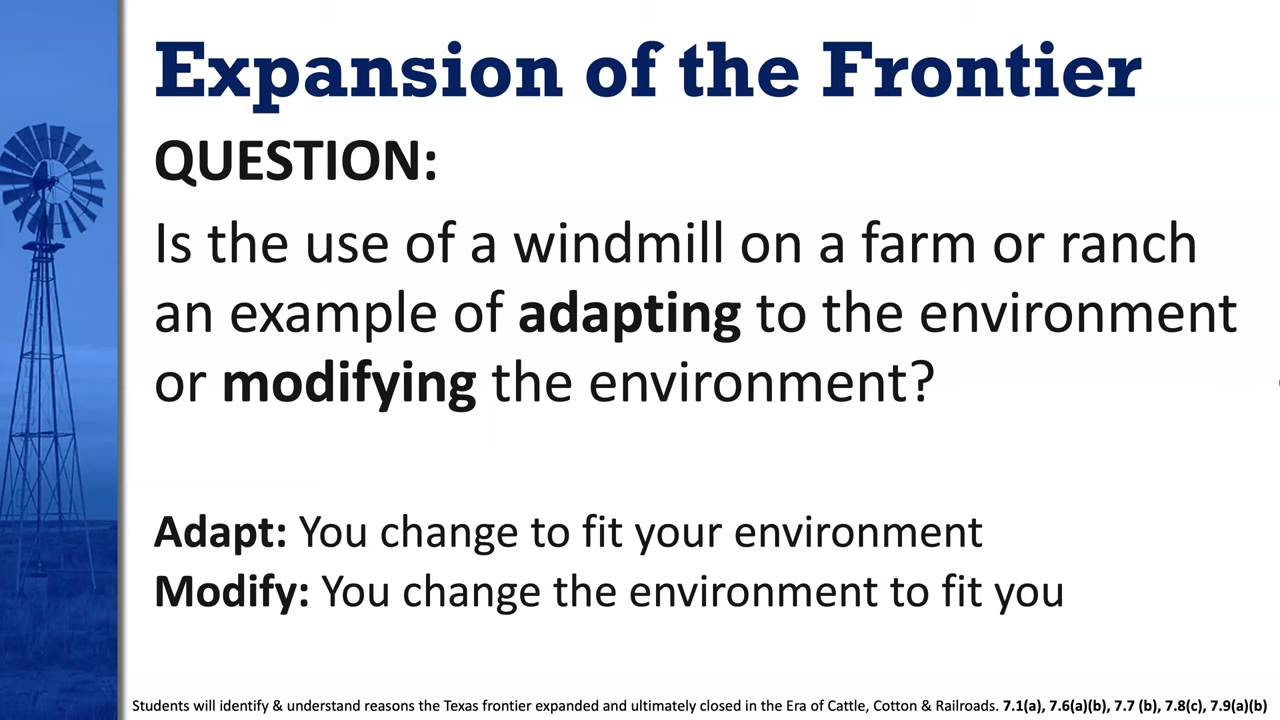 Expansion of the Frontier
QUESTION:
Is the use of a windmill on a farm or ranch
an example of adapting to the environment
or modifying the environment?
Adapt: You change to fit your environment
Modify: You change the environment to fit you
Students will identify & understand reasons the Texas frontier expanded and ultimately closed in the Era of Cattle, Cotton & Railroads. 7.1(a), 7.6(a)(b), 7.7 (b), 7.8(c), 7.9(a)(b)